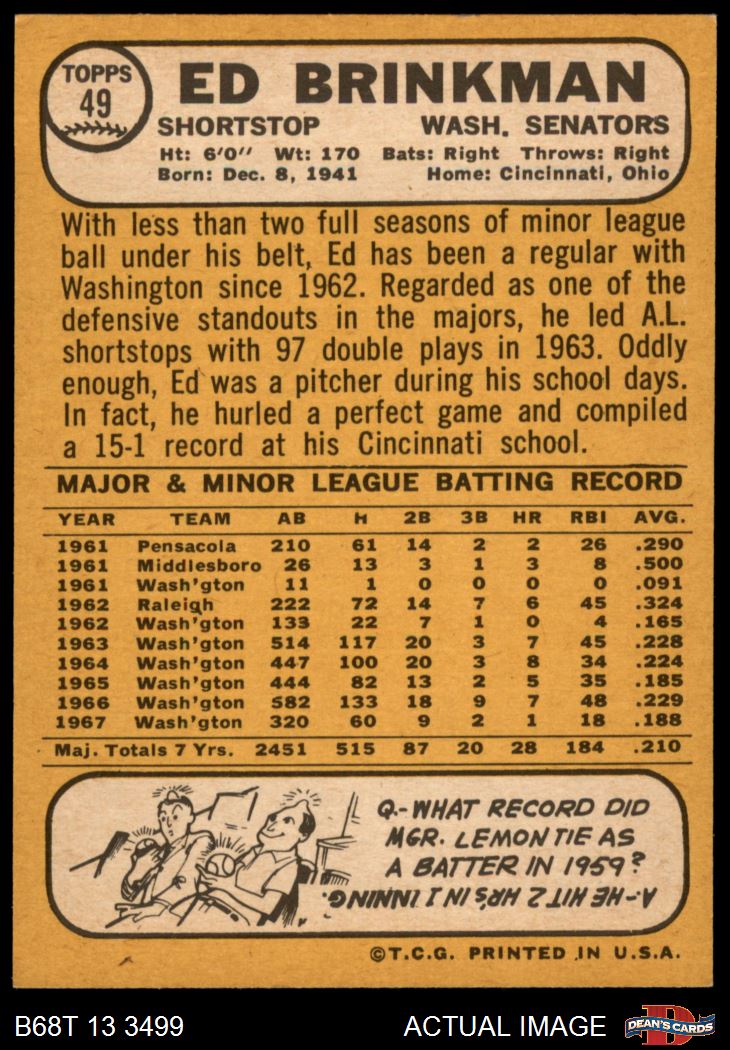 TOPPS
49
ED BRINKMAN
SHORTSTOP WASH. SENATORS
Ht: 6'0" Wt: 170 Bats: Right Throws: Right
Born: Dec. 8, 1941 Home: Cincinnati, Ohio
With less than two full seasons of minor league
ball under his belt, Ed has been a regular with
Washington since 1962. Regarded as one of the
defensive standouts in the majors, he led A.L.
shortstops with 97 double plays in 1963. Oddly
enough, Ed was a pitcher during his school days.
In fact, he hurled a perfect game and compiled
a 15-1 record at his Cincinnati school.
MAJOR & MINOR LEAGUE BATTING RECORD
YEAR TEAM AB H 2B 3B HR RBI AVG.
1961 Pensacola 210 61 14 2 2 26 .290
1961 Middlesboro 26 13 3 1 3 8 .500
1961 Wash'gton 11 1 0 0 0 0 .091
1962 Raleigh 222 72 14 7 6 45 .324
1962 Wash'gton 133 22 7 1 0 4 .165
1963 Wash'gton 514 117 20 3 7 45 .228
1964 Wash'gton 447 100 20 3 8 34 .224
1965 Wash'gton 444 82 13 2 5 35 .185
1966 Wash'gton 582 133 18 9 7 48 .229
1967 Wash'gton 320 60 9 2 1 18 .188
Maj. Totals 7 Yrs. 2451 515 87 20 28 184 .210
Q.-WHAT RECORD DID
MGR. LEMON TIE AS
A BATTER IN 1959?
A-HE HIT 2 HRS IN 1 INNING.
©T.C.G. PRINTED IN U.S.A.
B68T 13 3499 ACTUAL IMAGE
DEAN'S CARDS